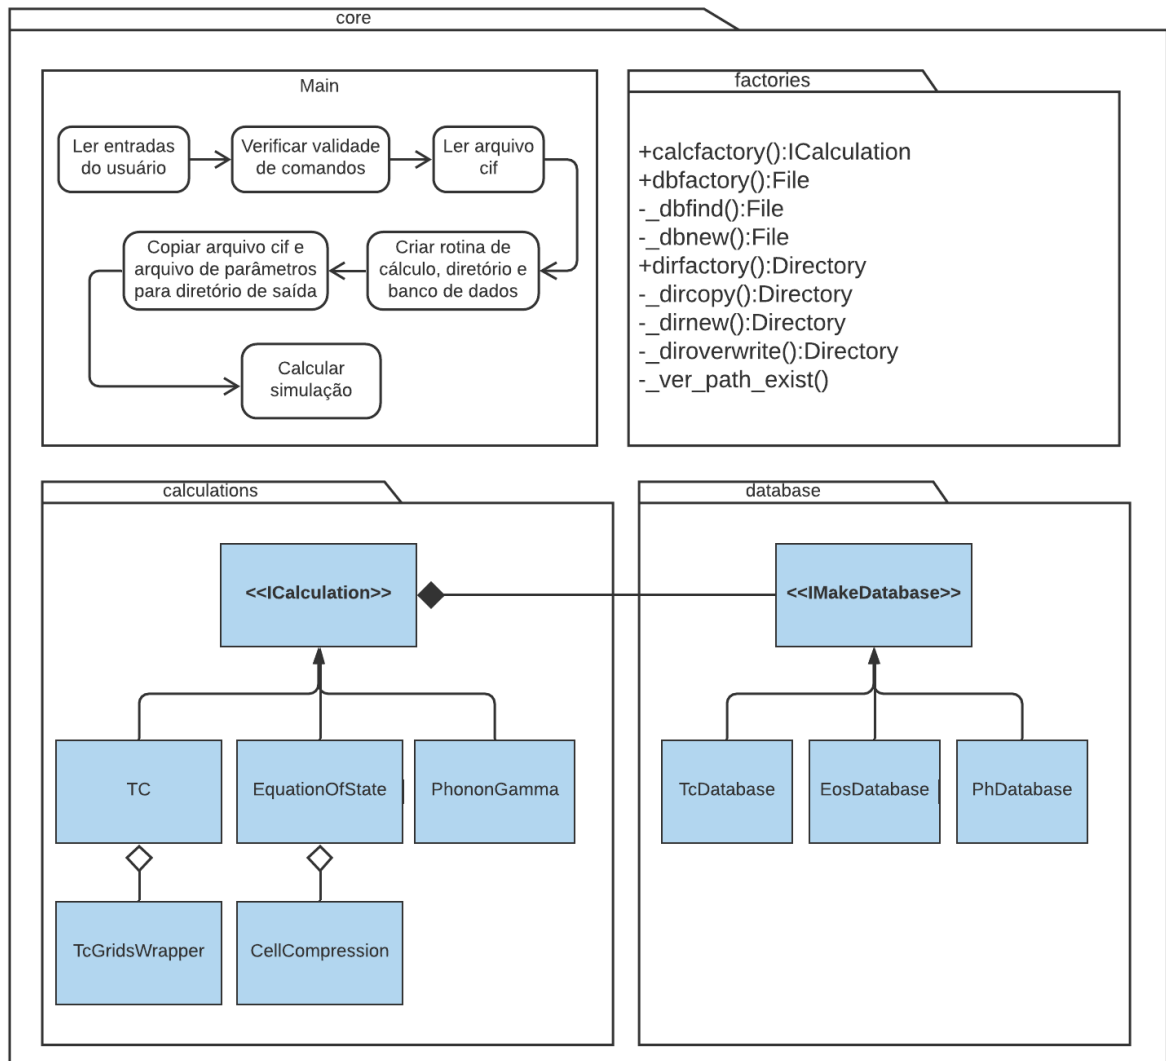 core
Main
Ler entradas
do usuário
Verificar validade
de comandos
Ler arquivo
cif
Criar rotina de
cálculo, diretório e
banco de dados
Copiar arquivo cif e
arquivo de parâmetros
para diretório de saída
Calcular
simulação
factories
+calcfactory():ICalculation
+dbfactory():File
-_dbfind():File
-_dbnew():File
+dirfactory():Directory
-_dircopy():Directory
-_dirnew():Directory
-_diroverwrite():Directory
-_ver_path_exist()
calculations
<<ICalculation>>
TC
EquationOfState
PhononGamma
TcGridsWrapper
CellCompression
database
<<IMakeDatabase>>
TcDatabase
EosDatabase
PhDatabase